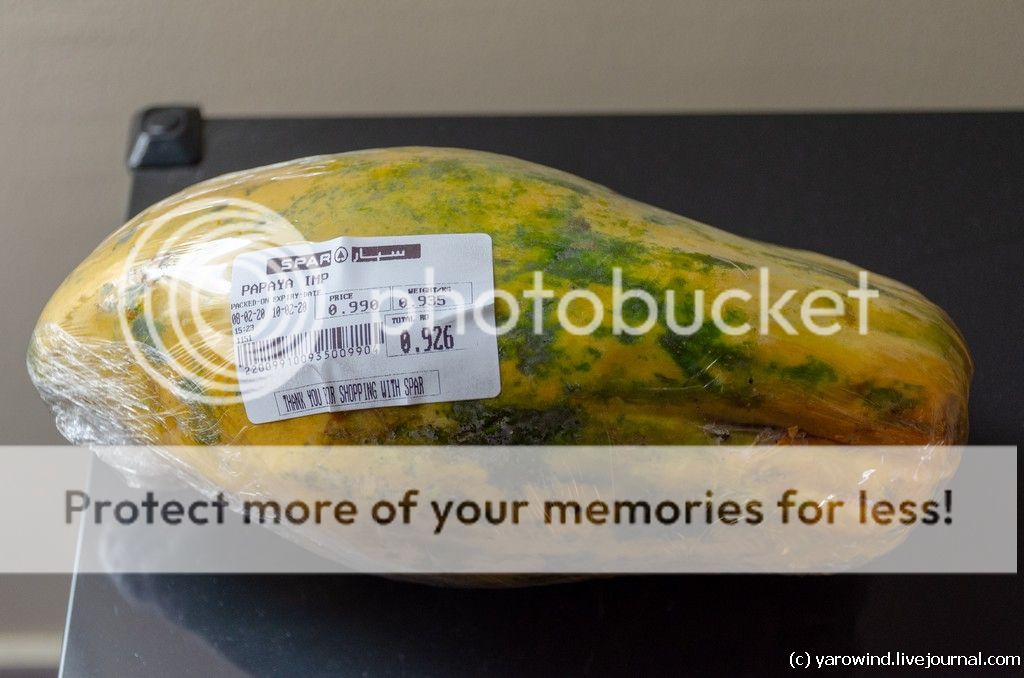 SPAR سبار
PAPAYA IMP
PACKED-ON EXPIRY-DATE PRICE WEIGHT/KG
08-02-20 10-02-20 0.990 0.935
15:23
1151 TOTAL RO
0.926
THANK YOU FOR SHOPPING WITH SPAR
photobucket
Protect more of your memories for less!
(c) yarowind.livejournal.com